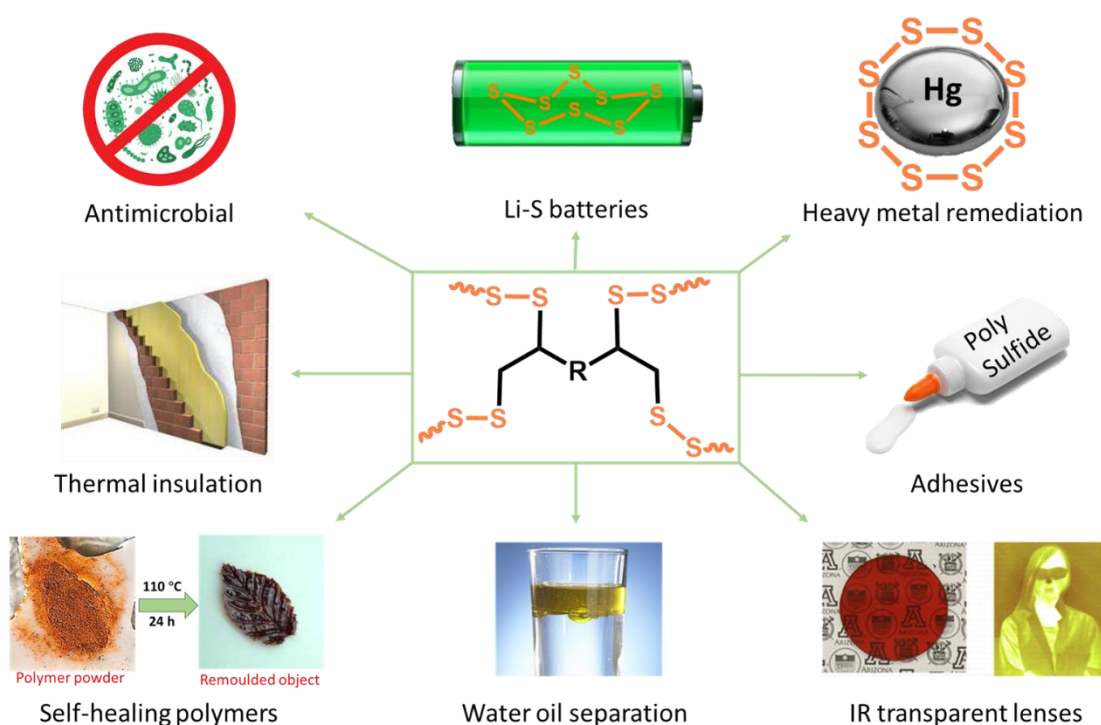 S S S S S S S S
Hg
S S S S S S S S
Antimicrobial
Li-S batteries
Heavy metal remediation
S-S S-S
R
S-S S-S
Poly
Sulfide
Thermal insulation
Adhesives
110 °C
24 h
Polymer powder
Remoulded object
ARIZONA
A
Self-healing polymers
Water oil separation
IR transparent lenses